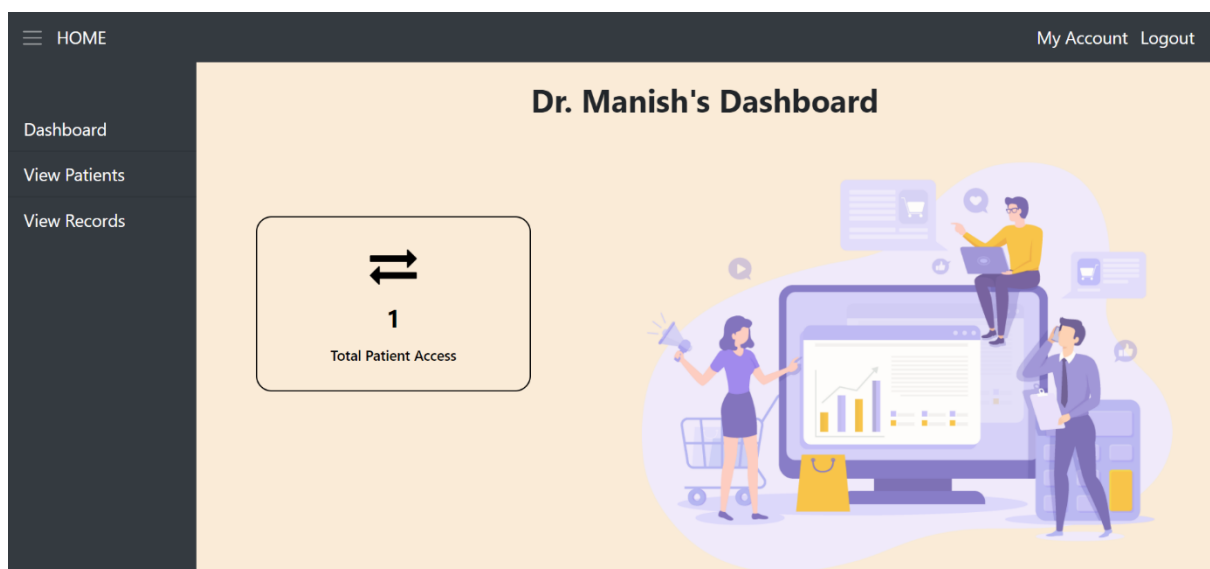 HOME
My Account Logout
Dr. Manish's Dashboard
Dashboard
View Patients
View Records
1
Total Patient Access